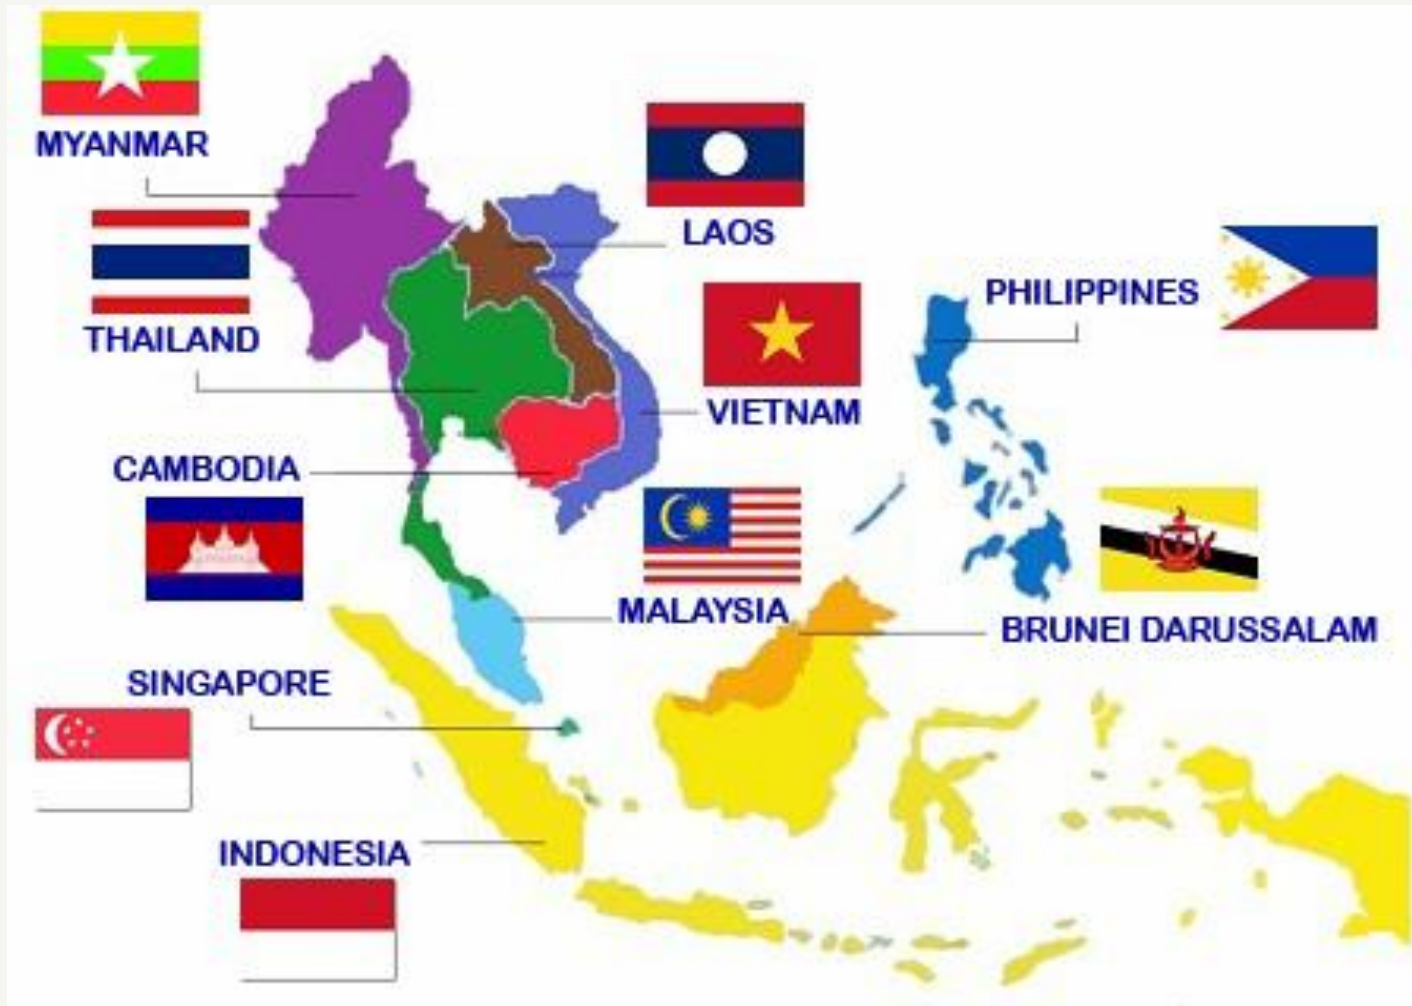 MYANMAR
LAOS
THAILAND
PHILIPPINES
VIETNAM
CAMBODIA
MALAYSIA
BRUNEI DARUSSALAM
SINGAPORE
INDONESIA